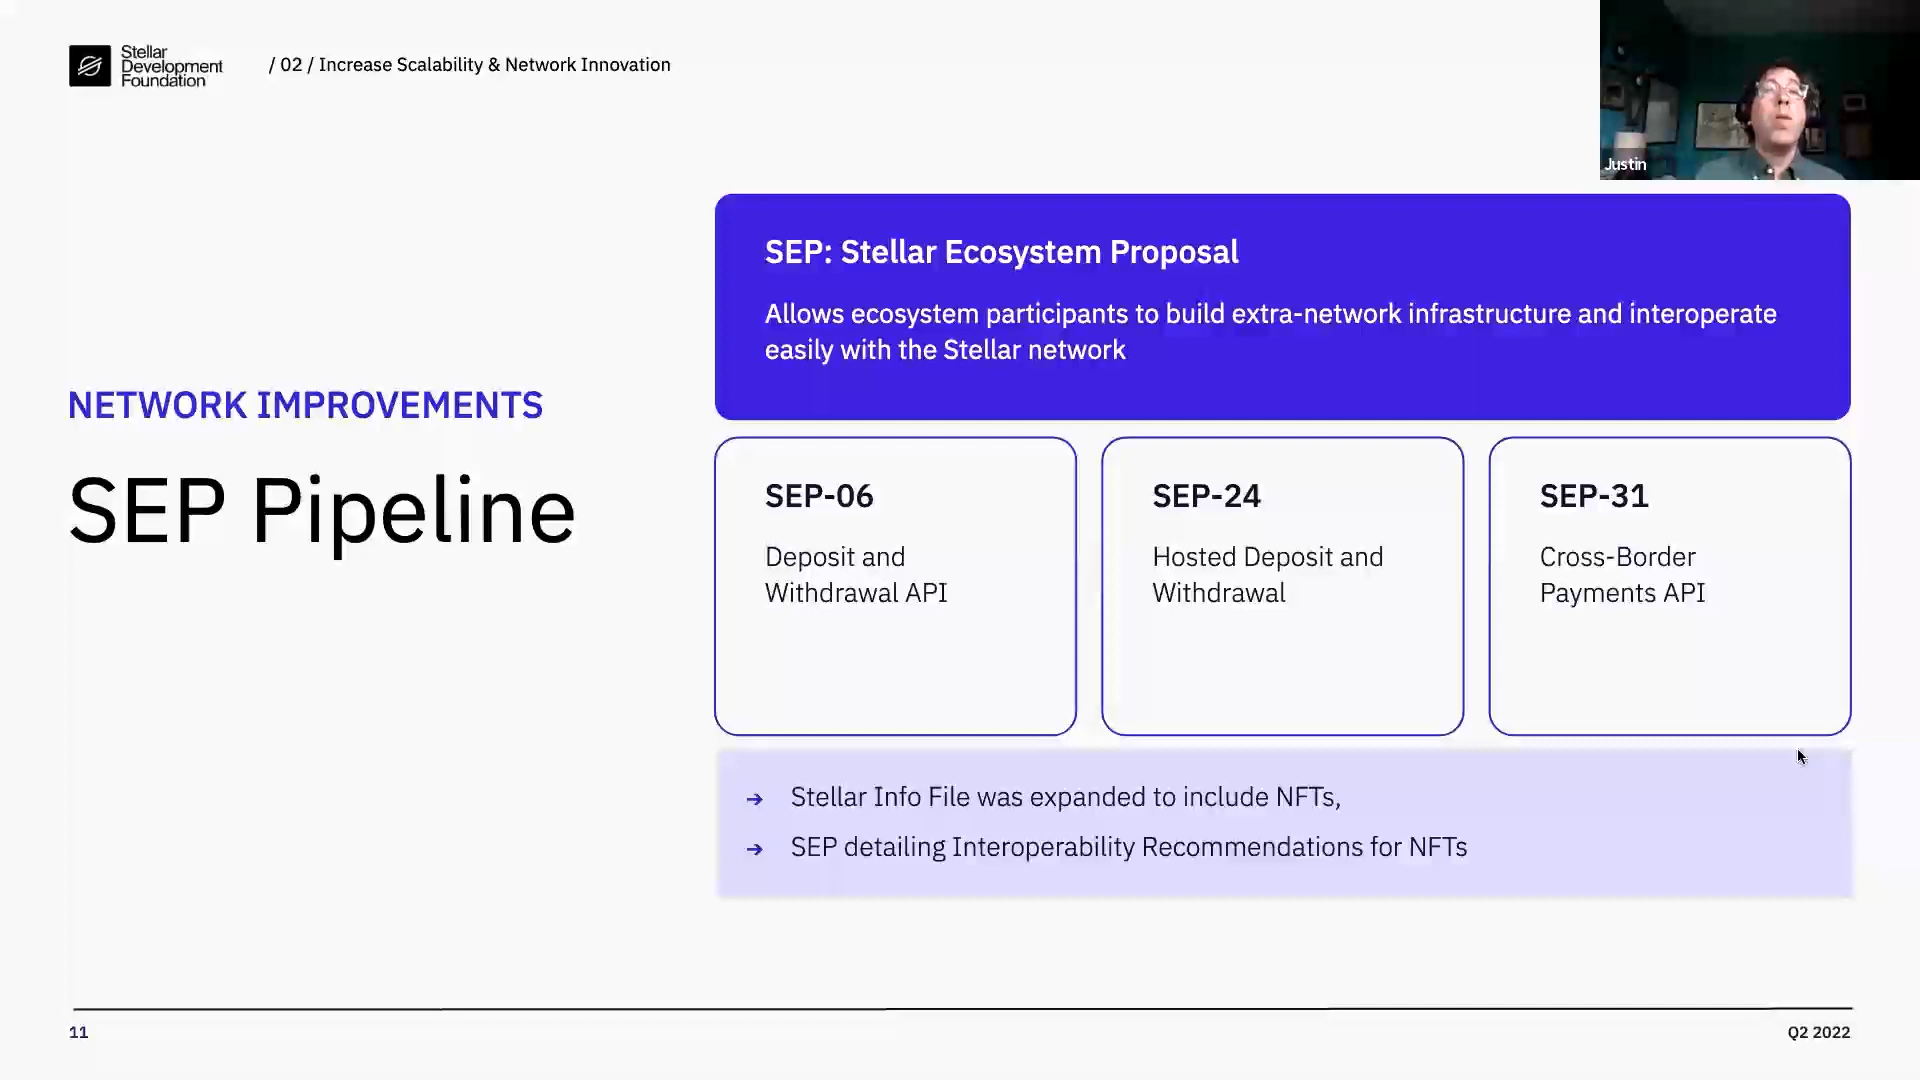 Stellar
Development
Foundation
/ 02 / Increase Scalability & Network Innovation
Justin
SEP: Stellar Ecosystem Proposal
Allows ecosystem participants to build extra-network infrastructure and interoperate
easily with the Stellar network
NETWORK IMPROVEMENTS
SEP Pipeline
SEP-06
Deposit and
Withdrawal API
SEP-24
Hosted Deposit and
Withdrawal
SEP-31
Cross-Border
Payments API
→ Stellar Info File was expanded to include NFTs,
→ SEP detailing Interoperability Recommendations for NFTs
11
Q2 2022